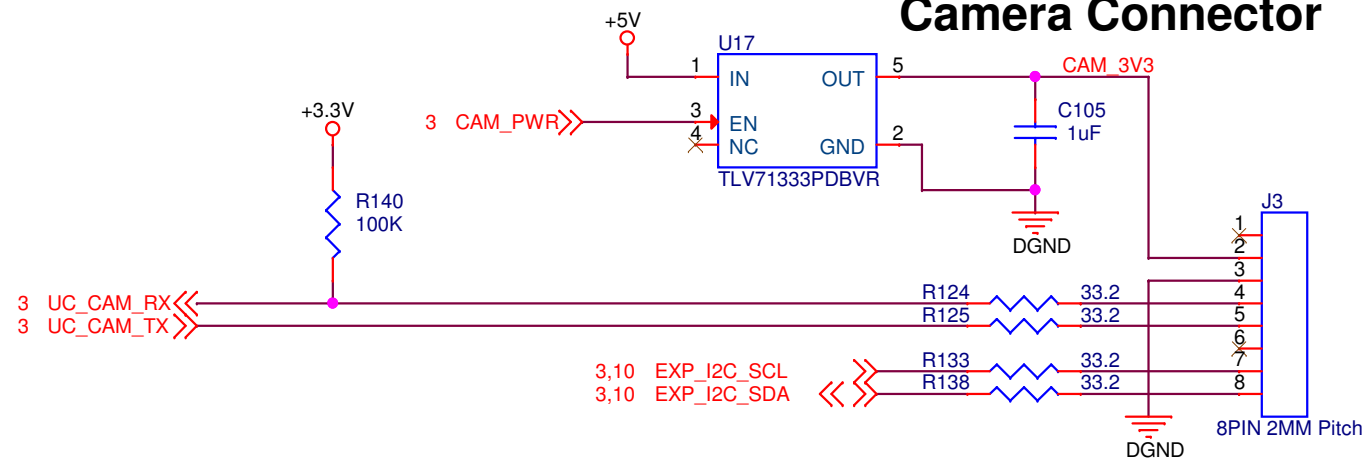 Camera Connector
+5V
U17
1 IN OUT 5 CAM_3V3
+3.3V
3 CAM_PWR 3 EN
4 NC GND 2
C105
1uF
TLV71333PDBVR
R140
100K
DGND
J3
1
2
3
3 UC_CAM_RX R124 33.2 4
3 UC_CAM_TX R125 33.2 5
6
3,10 EXP_I2C_SCL R133 33.2 7
3,10 EXP_I2C_SDA R138 33.2 8
8PIN 2MM Pitch
DGND